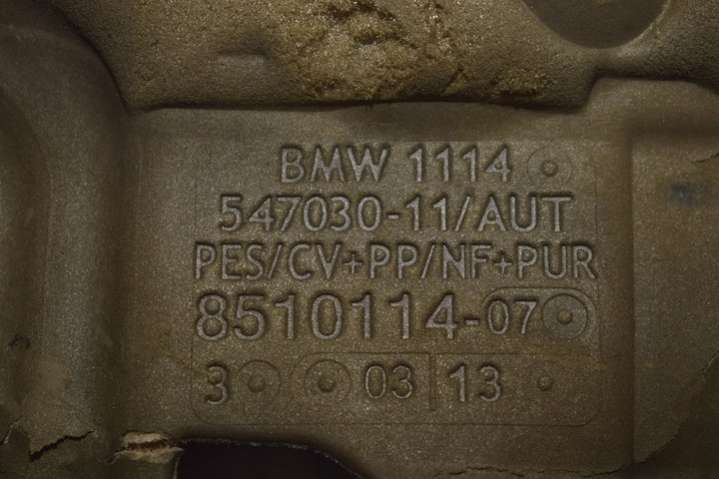 BMW 1114
547030-11/AUT
PES/CV+PP/NF+PUR
8510114-07
3 03 13